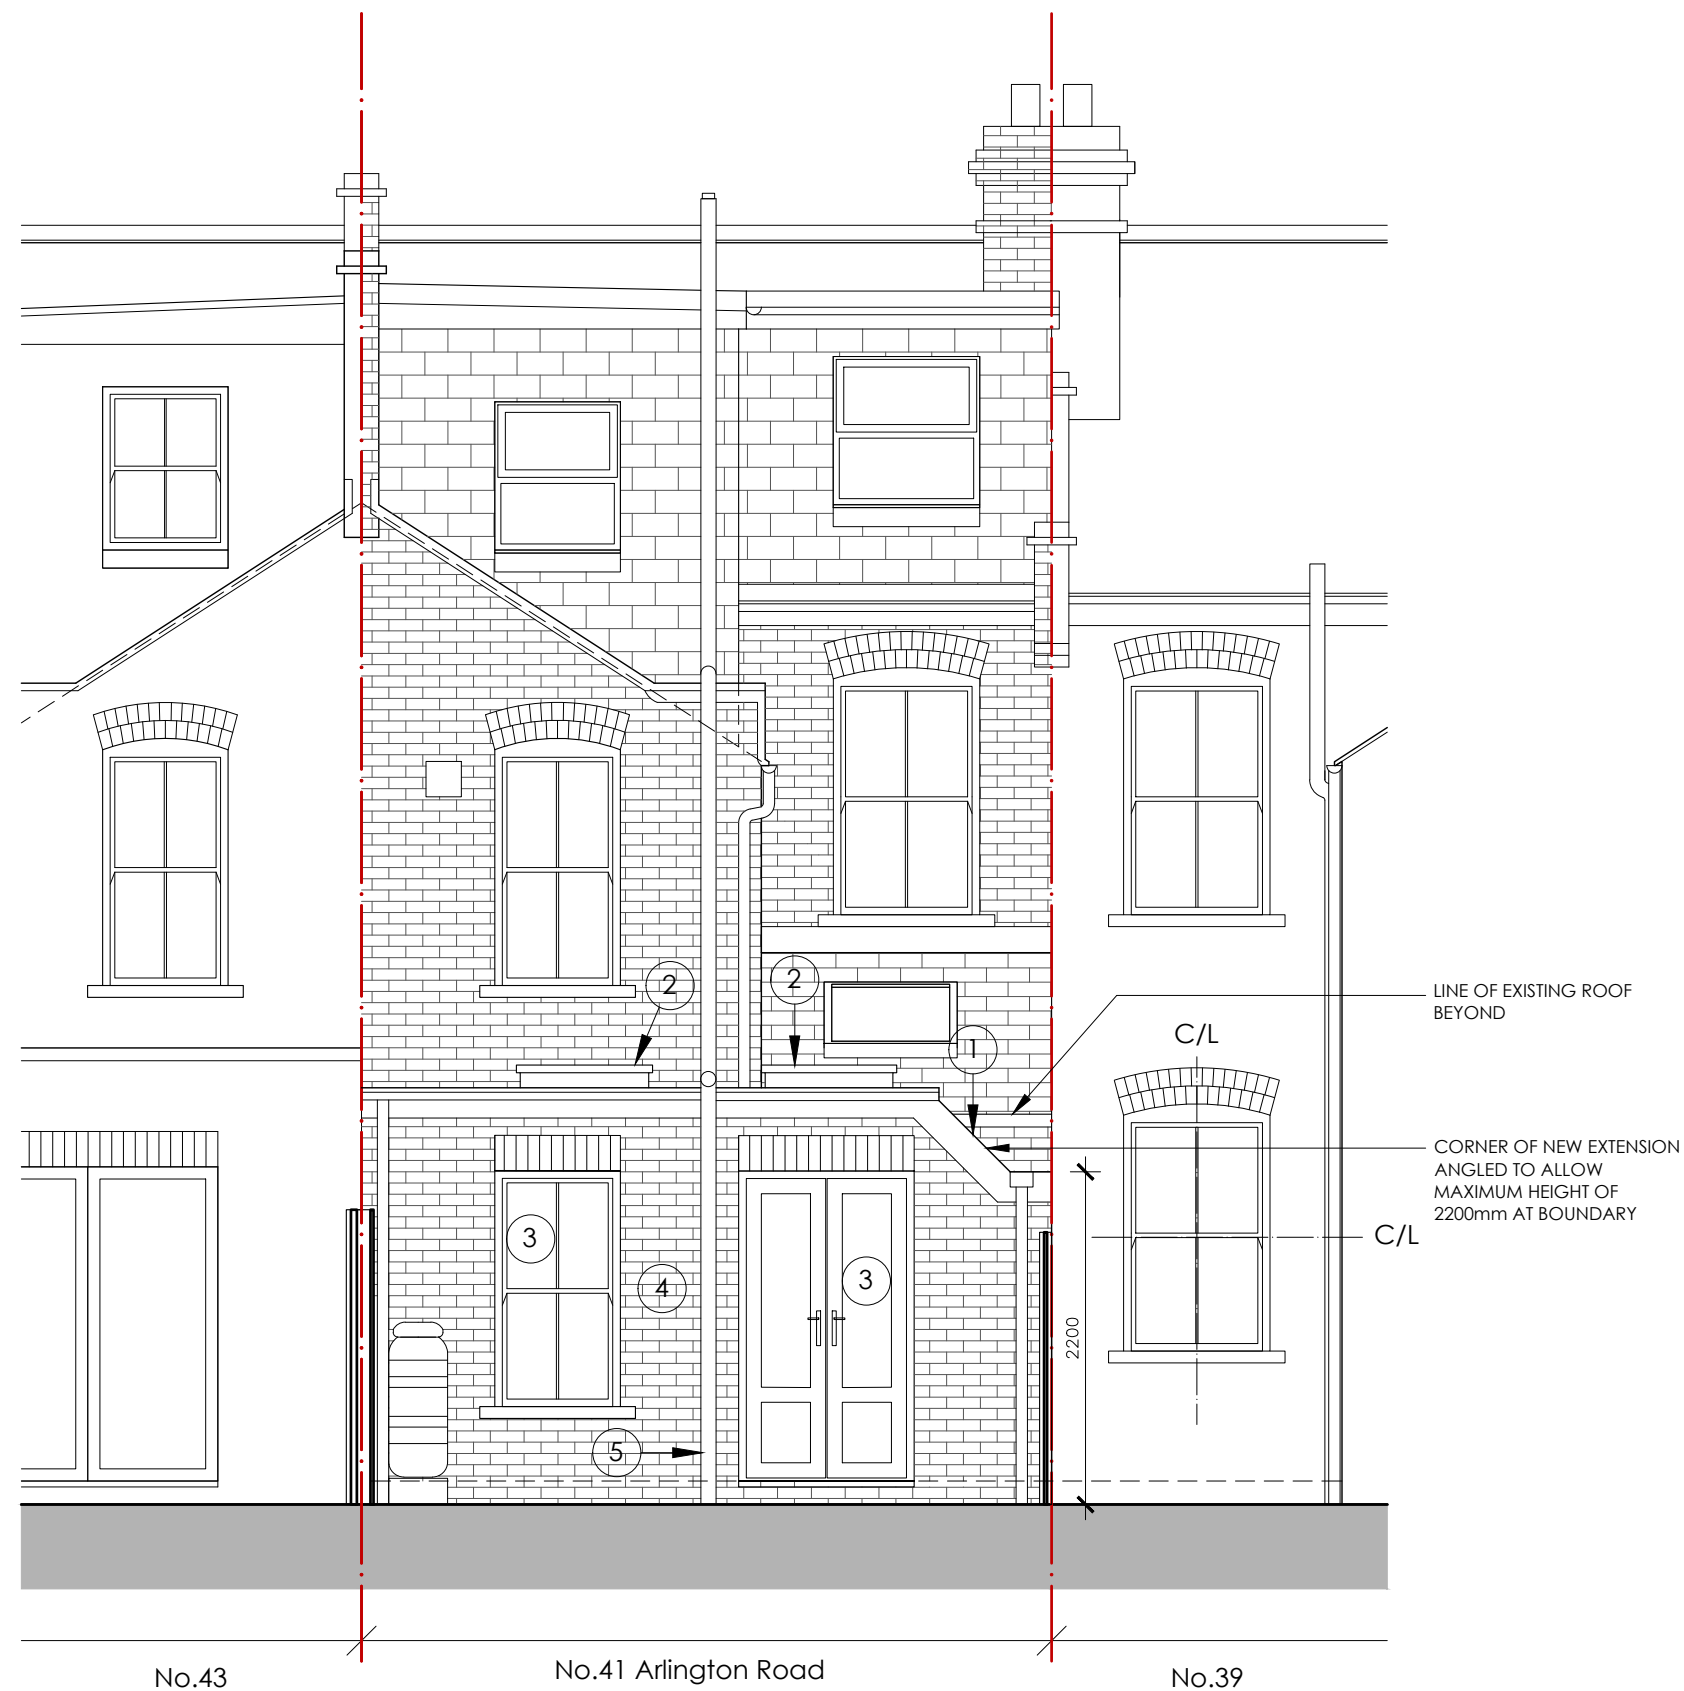 2
2
1
LINE OF EXISTING ROOF
BEYOND
C/L
CORNER OF NEW EXTENSION
ANGLED TO ALLOW
MAXIMUM HEIGHT OF
2200mm AT BOUNDARY
C/L
3
3
4
2200
5
No.43
No.41 Arlington Road
No.39